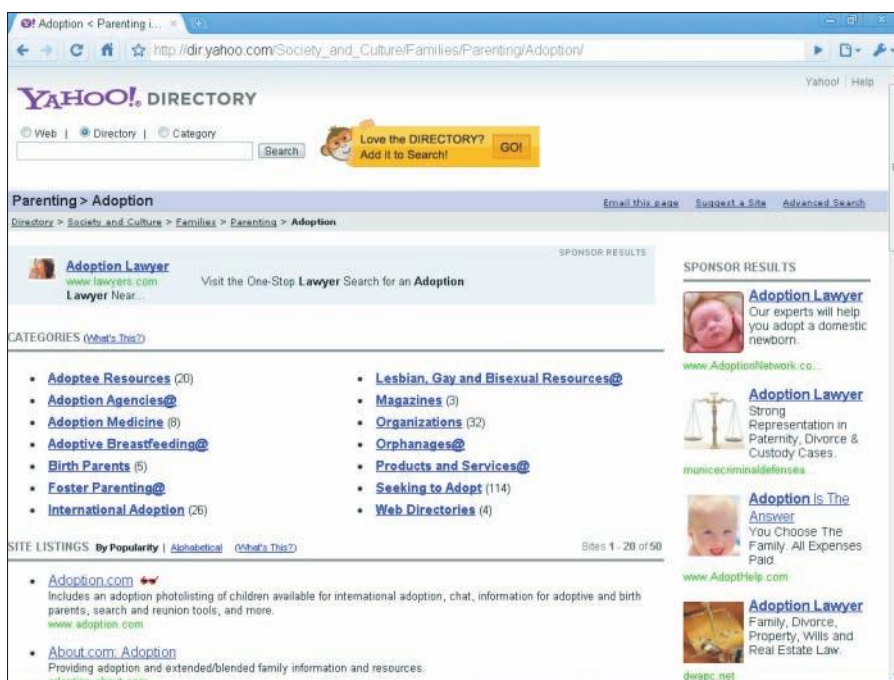 Adoption < Parenting i...
http://dir.yahoo.com/Society_and_Culture/Families/Parenting/Adoption/
Yahoo! | Help
YAHOO! DIRECTORY
Web | Directory | Category
Search
Love the DIRECTORY?
Add it to Search!
GO!
Parenting > Adoption
Email this page Suggest a Site Advanced Search
Directory > Society and Culture > Families > Parenting > Adoption
SPONSOR RESULTS
Adoption Lawyer
www.lawyers.com
Lawyer Near...
Visit the One-Stop Lawyer Search for an Adoption
CATEGORIES (What's This?)
Adoptee Resources (20)
Adoption Agencies@
Adoption Medicine (8)
Adoptive Breastfeeding@
Birth Parents (5)
Foster Parenting@
International Adoption (26)
Lesbian, Gay and Bisexual Resources@
Magazines (3)
Organizations (32)
Orphanages@
Products and Services@
Seeking to Adopt (114)
Web Directories (4)
SITE LISTINGS By Popularity | Alphabetical (What's This?)
Sites 1 - 20 of 50
Adoption.com
Includes an adoption photolisting of children available for international adoption, chat, information for adoptive and birth
parents, search and reunion tools, and more.
www.adoption.com
About.com: Adoption
Providing adoption and extended/blended family information and resources.
SPONSOR RESULTS
Adoption Lawyer
Our experts will help
you adopt a domestic
newborn.
www.AdoptionNetwork.co...
Adoption Lawyer
Strong
Representation in
Paternity, Divorce &
Custody Cases.
municecriminaldefensea...
Adoption Is The
Answer
You Choose The
Family. All Expenses
Paid.
www.AdoptHelp.com
Adoption Lawyer
Family, Divorce,
Property, Wills and
Real Estate Law.
dwapc.net